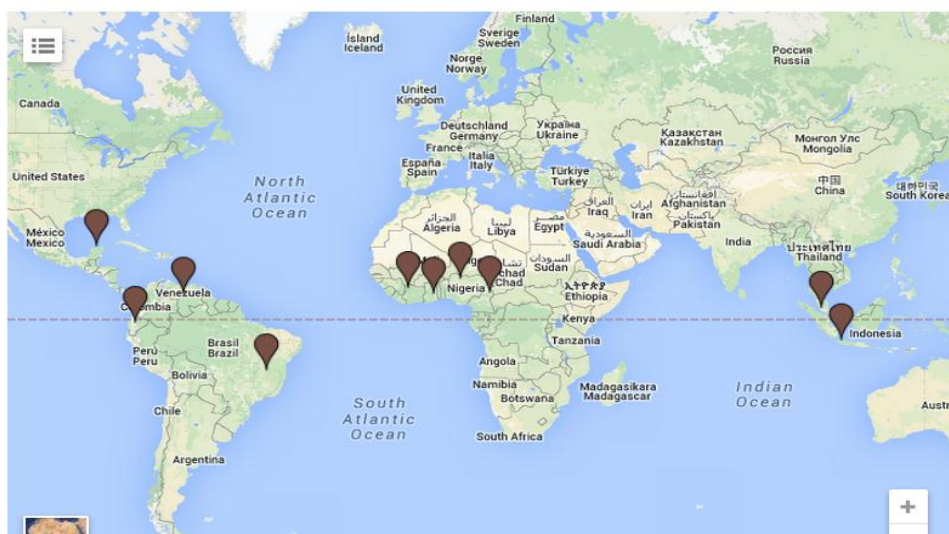 Finland
Ísland
Iceland
Sverige
Sweden
Norge
Norway
Россия
Russia
Canada
United
Kingdom
Deutschland
Germany
Україна
Ukraine
Қазақстан
Kazakhstan
Монгол Улс
Mongolia
France
España
Spain
Italia
Italy
Türkiye
Turkey
United States
North
Atlantic
Ocean
中国
China
대한민국
South Korea
افغانستان
Afghanistan
العراق
Iraq
ایران
Iran
پاکستان
Pakistan
México
Mexico
الجزائر
Algeria
ليبيا
Libya
مصر
Egypt
السعودية
Saudi Arabia
India
ประเทศไทย
Thailand
السودان
Sudan
Chad
Nigeria
ኢትዮጵያ
Ethiopia
Venezuela
Kenya
Indonesia
Tanzania
Perú
Peru
Brasil
Brazil
Bolivia
Angola
Namibia
Botswana
Madagasikara
Madagascar
Indian
Ocean
Chile
South
Atlantic
Ocean
Austr
South Africa
Argentina